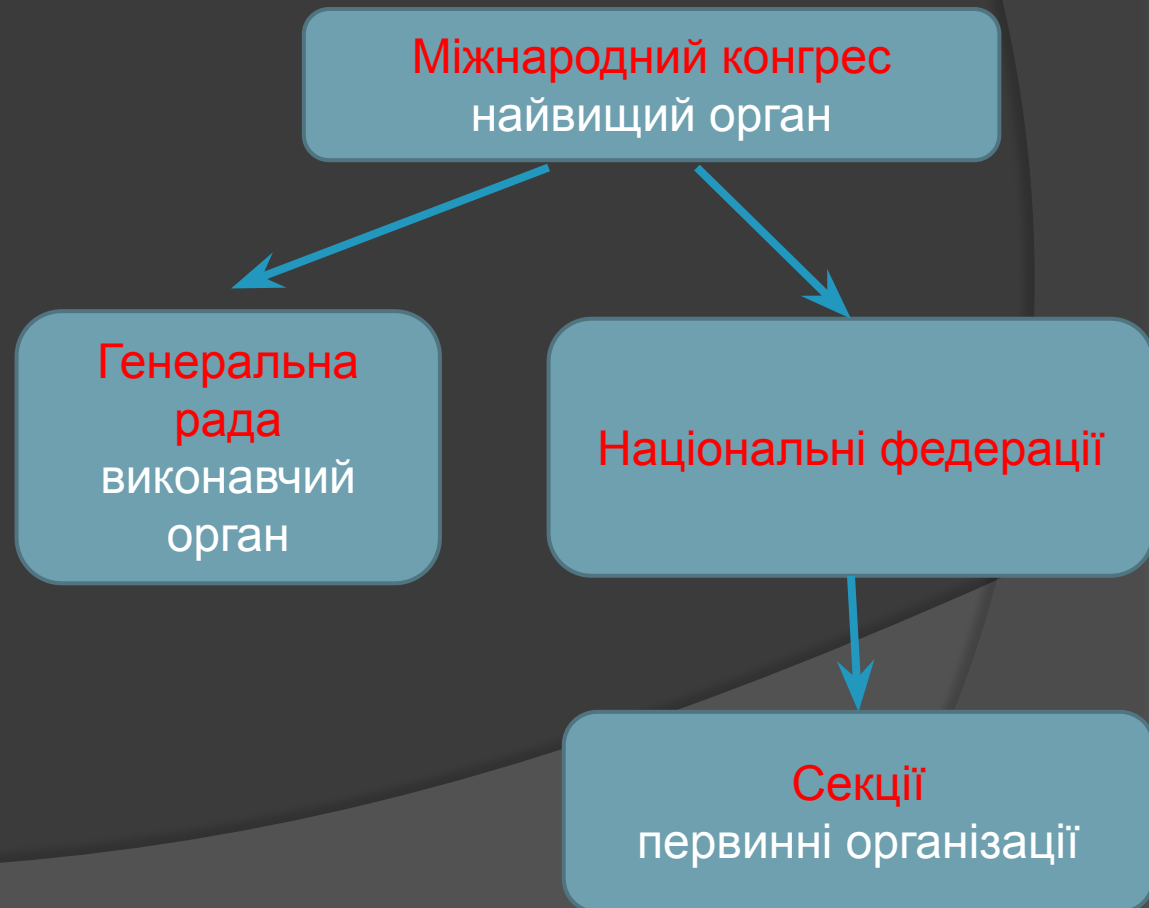 Міжнародний конгрес
найвищий орган
Генеральна
рада
виконавчий
орган
Національні федерації
Секції
первинні організації